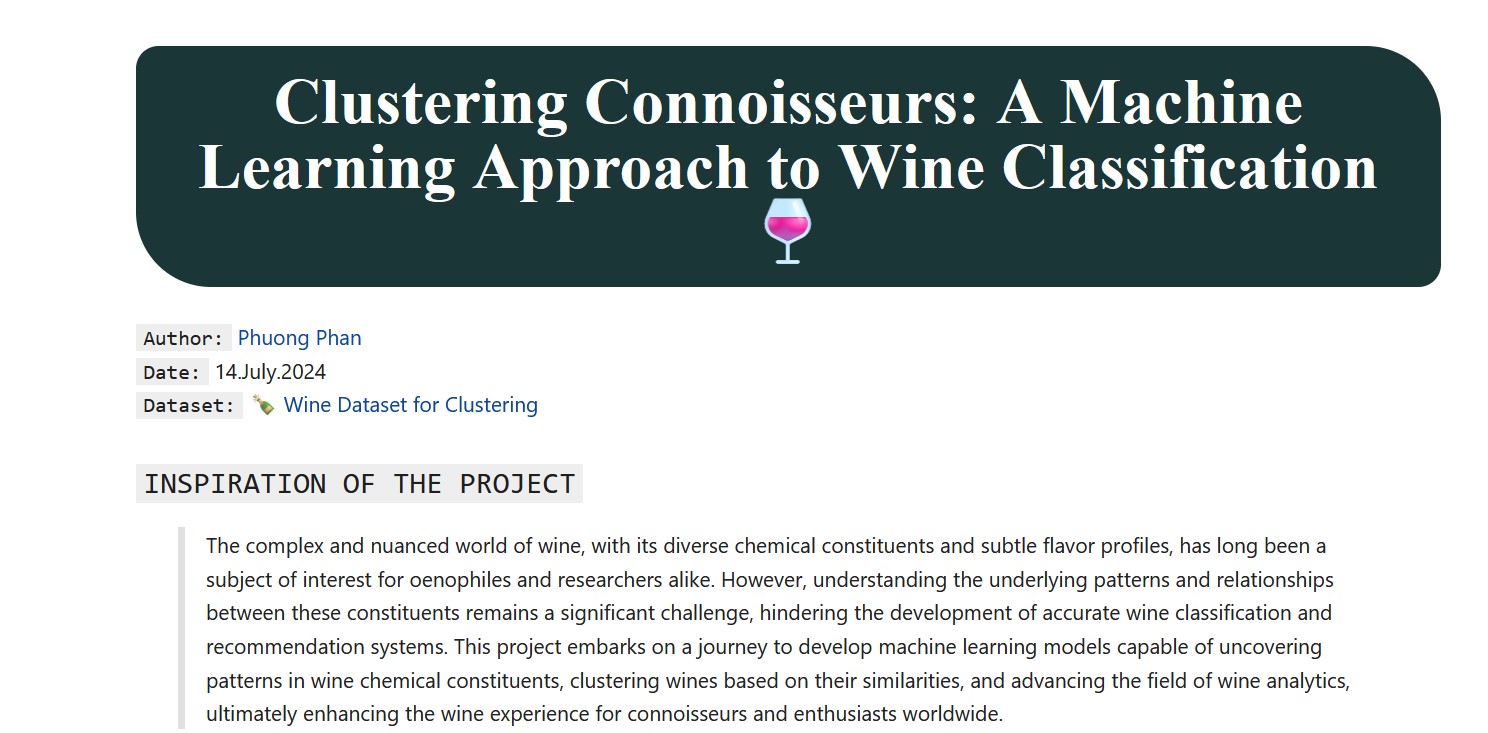 Clustering Connoisseurs: A Machine
Learning Approach to Wine Classification
Author: Phuong Phan
Date: 14.July.2024
Dataset: Wine Dataset for Clustering
INSPIRATION OF THE PROJECT
The complex and nuanced world of wine, with its diverse chemical constituents and subtle flavor profiles, has long been a
subject of interest for oenophiles and researchers alike. However, understanding the underlying patterns and relationships
between these constituents remains a significant challenge, hindering the development of accurate wine classification and
recommendation systems. This project embarks on a journey to develop machine learning models capable of uncovering
patterns in wine chemical constituents, clustering wines based on their similarities, and advancing the field of wine analytics,
ultimately enhancing the wine experience for connoisseurs and enthusiasts worldwide.